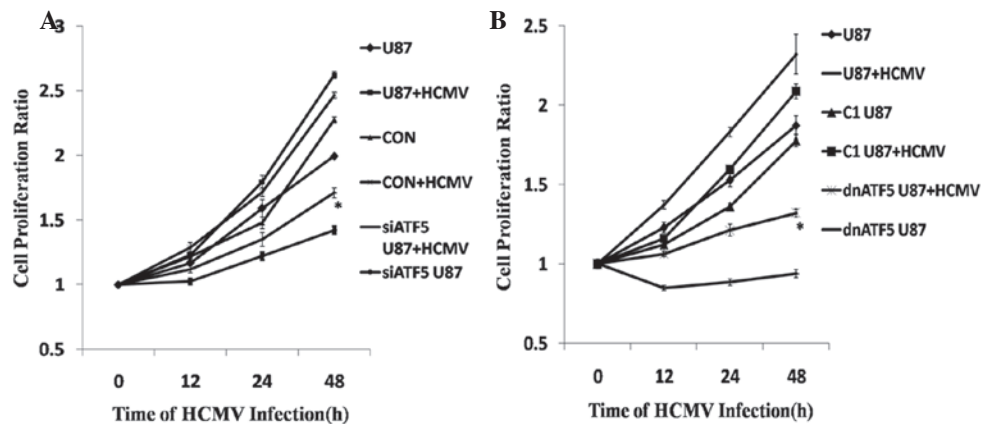 A
3
2.5
2
1.5
1
0.5
Cell Proliferation Ratio
0 12 24 48
Time of HCMV Infection(h)
U87
U87+HCMV
CON
CON+HCMV
siATF5
U87+HCMV
siATF5 U87
*
B
2.5
2
1.5
1
0.5
Cell Proliferation Ratio
0 12 24 48
Time of HCMV Infection(h)
U87
U87+HCMV
C1 U87
C1 U87+HCMV
dnATF5 U87+HCMV
dnATF5 U87
*